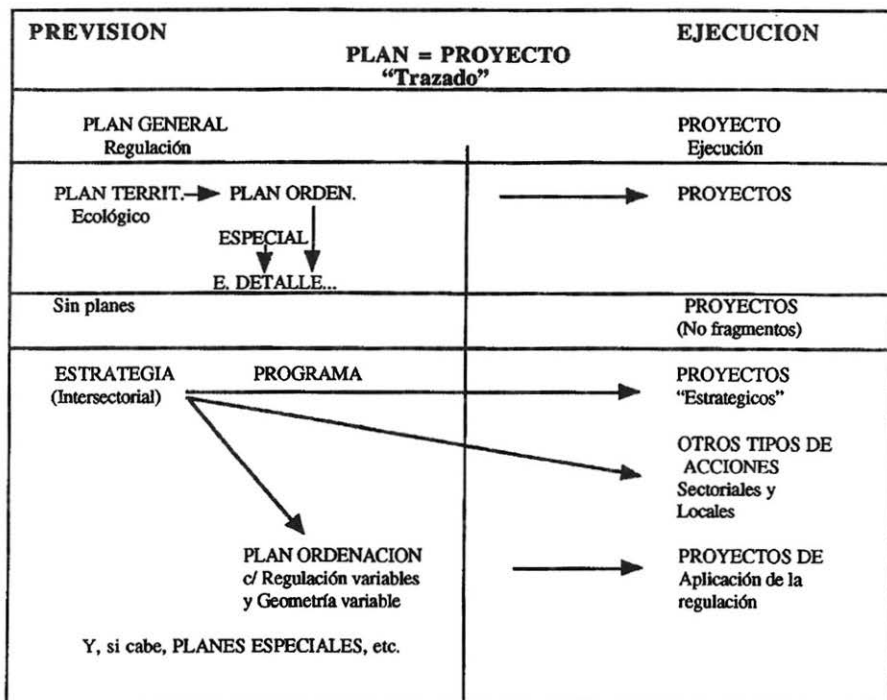 PREVISION EJECUCION
PLAN = PROYECTO
“Trazado”
PLAN GENERAL PROYECTO
Regulación Ejecución
PLAN TERRIT. PLAN ORDEN. PROYECTOS
Ecológico
ESPECIAL
E. DETALLE...
Sin planes PROYECTOS
(No fragmentos)
ESTRATEGIA PROGRAMA PROYECTOS
(Intersectorial) “Estrategicos”
OTROS TIPOS DE
ACCIONES
Sectoriales y
Locales
PLAN ORDENACION PROYECTOS DE
c/ Regulación variables Aplicación de la
y Geometría variable regulación
Y, si cabe, PLANES ESPECIALES, etc.